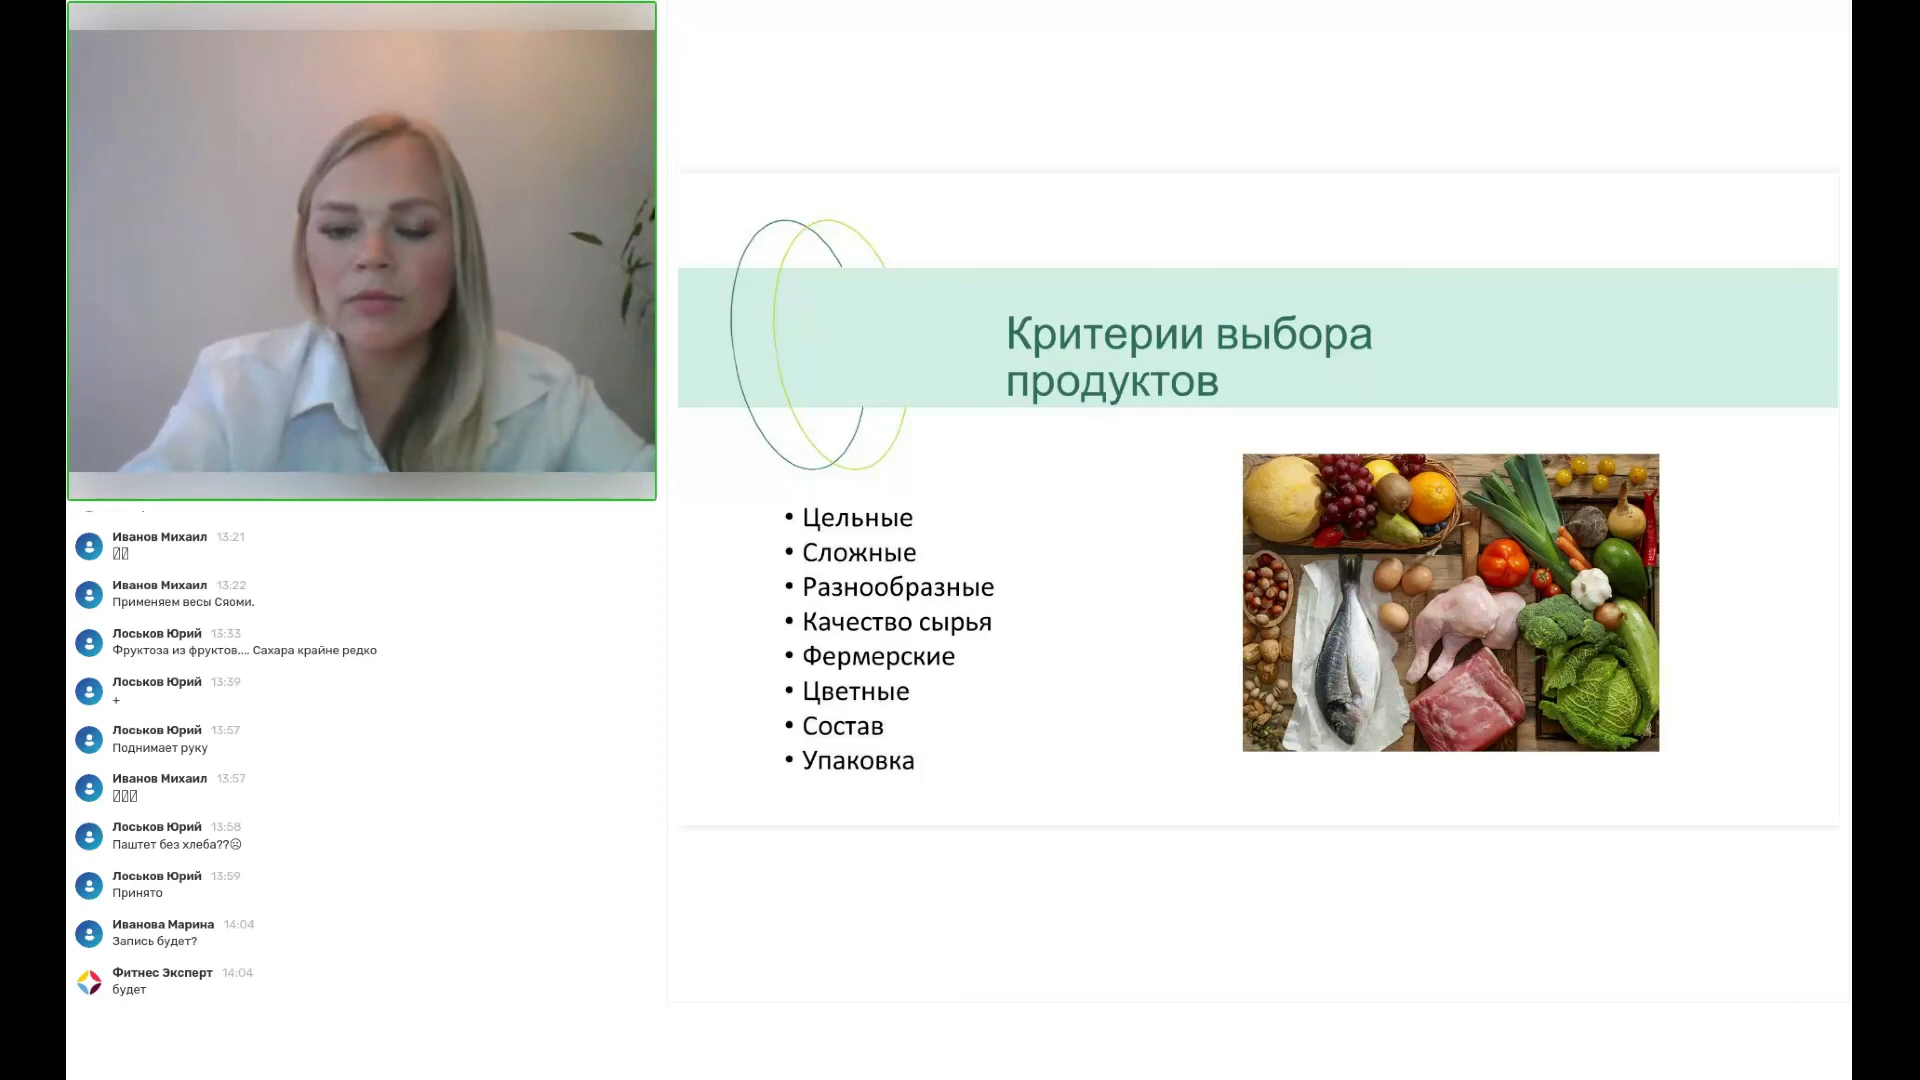 Иванов Михаил 13:21
Иванов Михаил 13:22
Применяем весы Сяоми.
Лоськов Юрий 13:33
Фруктоза из фруктов.... Сахара крайне редко
Лоськов Юрий 13:39
+
Лоськов Юрий 13:57
Поднимает руку
Иванов Михаил 13:57
Лоськов Юрий 13:58
Паштет без хлеба??☹
Лоськов Юрий 13:59
Принято
Иванова Марина 14:04
Запись будет?
Фитнес Эксперт 14:04
будет
Критерии выбора
продуктов
• Цельные
• Сложные
• Разнообразные
• Качество сырья
• Фермерские
• Цветные
• Состав
• Упаковка